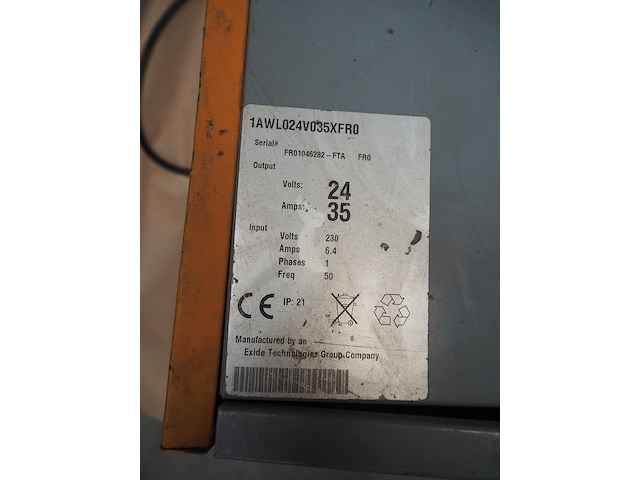 1AWL024V035XFR0
Serial#
FR01046282-FTA FR0
Output
Volts: 24
Amps: 35
Input
Volts 230
Amps 6.4
Phases 1
Freq 50
CE IP: 21
Manufactured by an
Exide Technologies Group Company